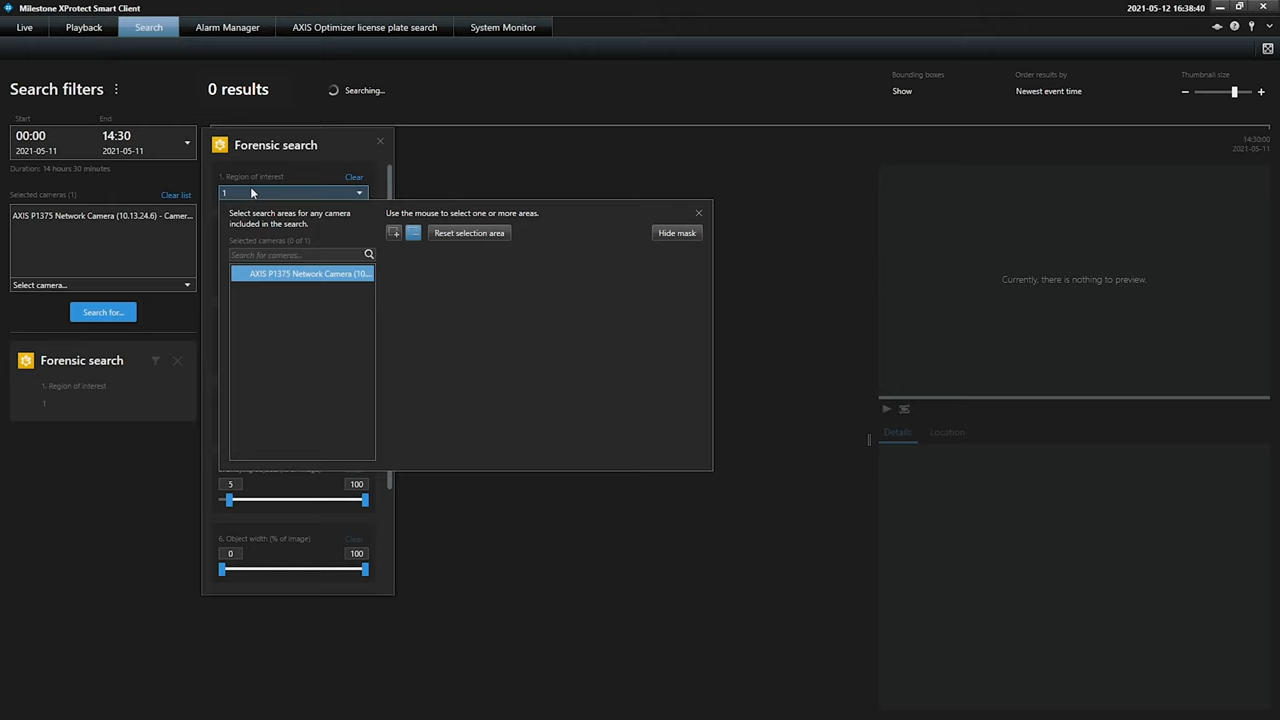 Milestone XProtect Smart Client
2021-05-12 16:38:40
Live
Playback
Search
Alarm Manager
AXIS Optimizer license plate search
System Monitor
Search filters
0 results
Searching...
Bounding boxes
Show
Order results by
Newest event time
Thumbnail size
Start
End
00:00
14:30
2021-05-11
2021-05-11
Duration: 14 hours 30 minutes
14:30:00
2021-05-11
Selected cameras (1)
Clear list
AXIS P1375 Network Camera (10.13.24.6) - Camer...
Select camera...
Search for...
Forensic search
1. Region of interest
1
Forensic search
1. Region of interest
Clear
1
Select search areas for any camera
included in the search.
Selected cameras (0 of 1)
Search for cameras...
AXIS P1375 Network Camera (10....
Use the mouse to select one or more areas.
Reset selection area
Hide mask
5
100
6. Object width (% of image)
Clear
0
100
Currently, there is nothing to preview.
Details
Location